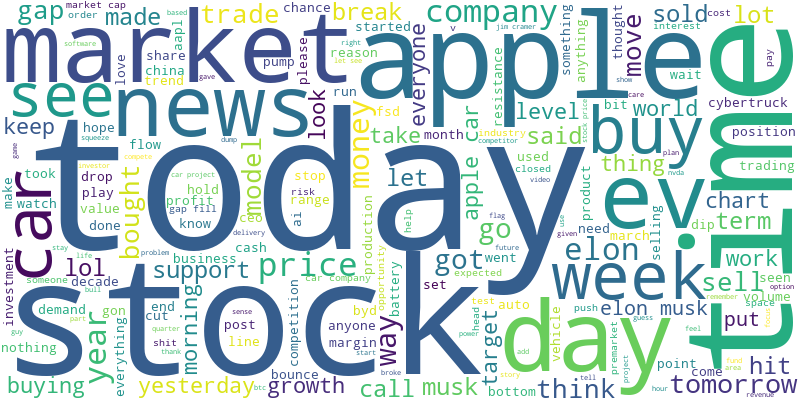 today
stock
apple
market
time
news
day
car
ev
buy
week
see
price
company
elon
elon musk
made
trade
break
sold
lot
move
gap
market cap
order
aapl
share
china
trend
love
chance
reason
pump
please
started
everyone
something
thought
anything
v
jim cramer
right
let see
based
software
gave
cost
interest
pay
wait
bit
world
cybertruck
position
level
resistance
said
run
look
fsd
take
month
industry
competitor
squeeze
dump
keep
hope
flow
money
apple car
used
closed
video
product
thing
trading
nvda
plan
shoe
care
stock price
game
make
took
watch
drop
play
value
bought
model
hold
profit
gap fill
car project
stop
risk
range
let
got
go
chart
term
dip
march
selling
need
compete
investor
cea
ai
production
help
set
went
done
know
business
cash
support
lol
decade
stay
life
bull
someone
investment
delivery
problem
car company
opportunity
battery
expected
future
flag
given
use
sell
work
seen
volume
space
option
remember
put
year
morning
end
cut
post
line
anyone
margin
byd
competition
way
test
head
power
auto
vehicle
push
guess
premarket
feel
demand
gon
part
guy
nothing
everything
shit
thank
quarter
sense
btc
bounce
start
broke
target
add
story
tell
project
point
come
hit
fund
area
focus
buying
yesterday
growth
call
musk
bottom
think
hour
tomorrow
revenue